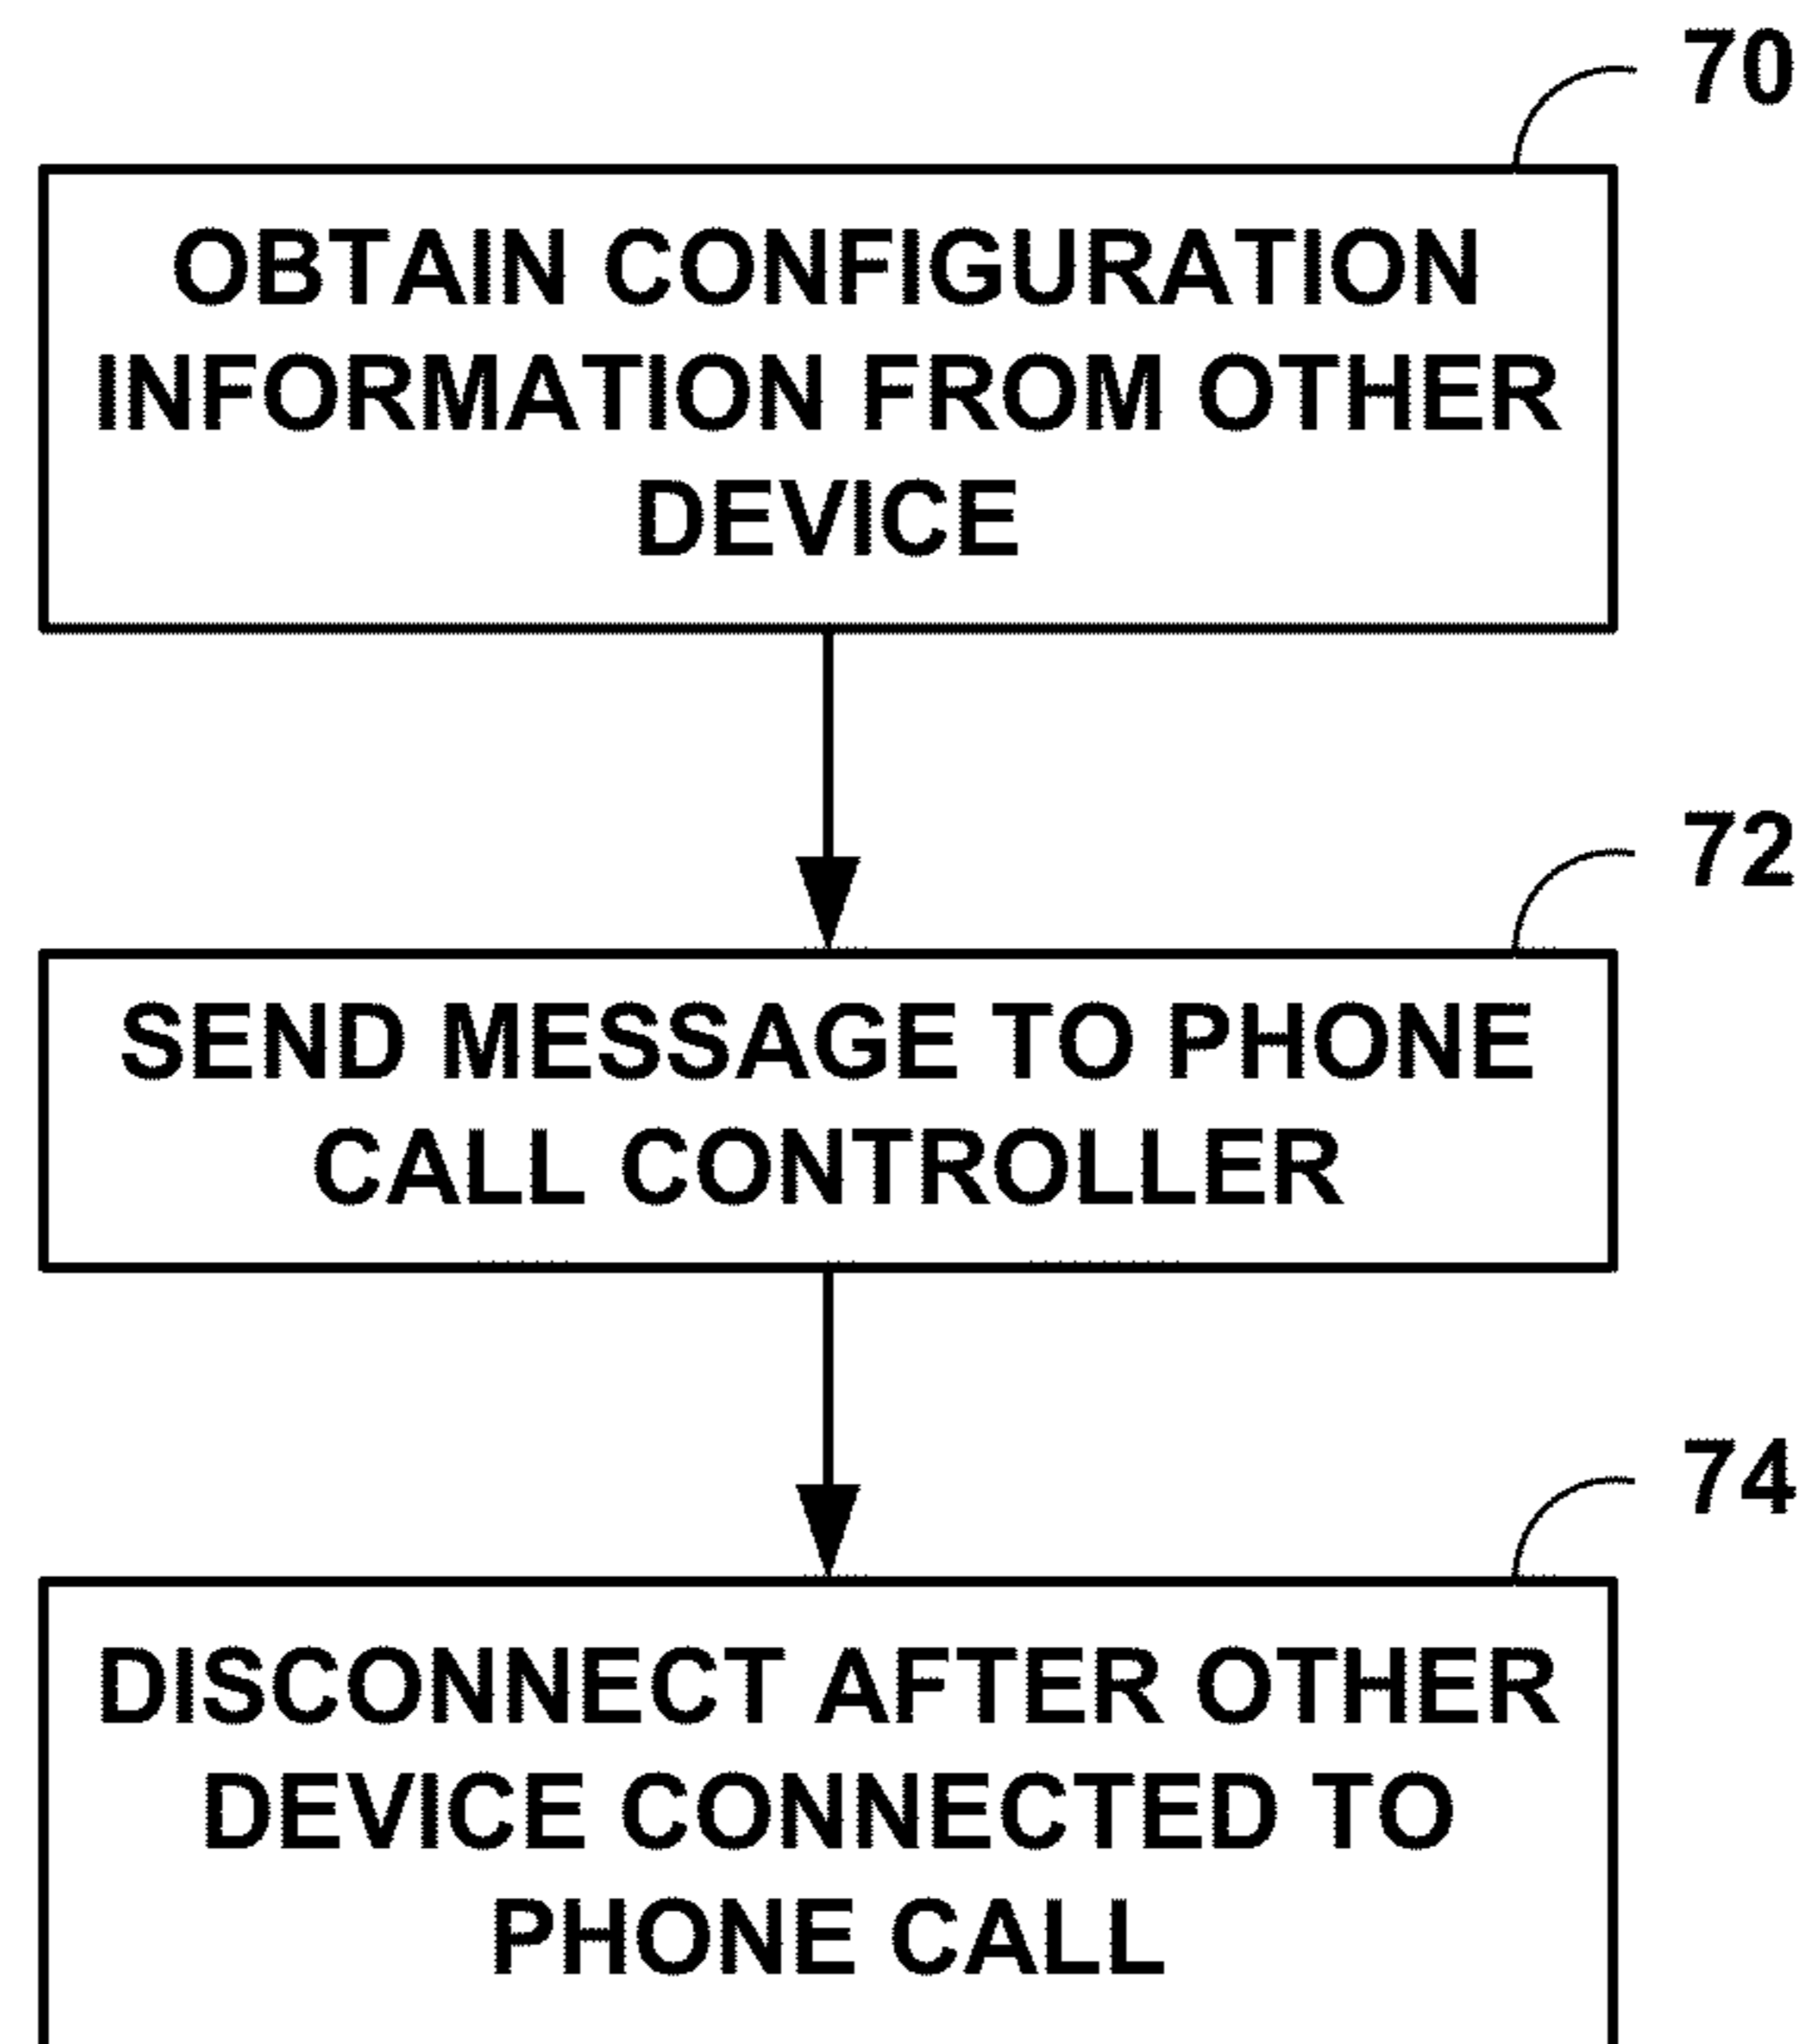 70
OBTAIN CONFIGURATION
INFORMATION FROM OTHER
DEVICE
72
SEND MESSAGE TO PHONE
CALL CONTROLLER
74
DISCONNECT AFTER OTHER
DEVICE CONNECTED TO
PHONE CALL